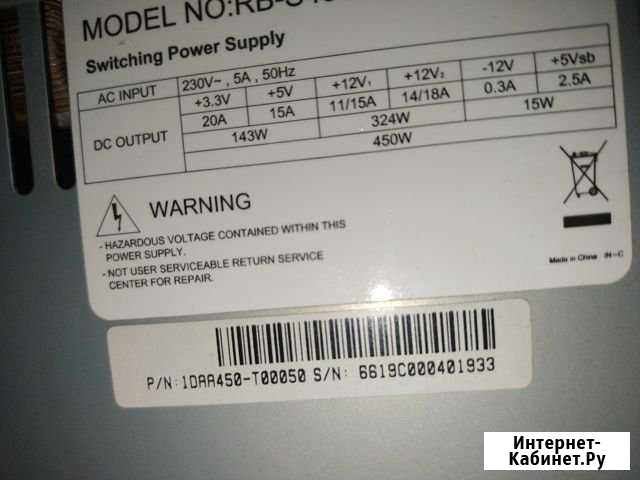 MODEL NO:RB-S
Switching Power Supply
AC INPUT 230V~ , 5A , 50Hz
DC OUTPUT +3.3V +5V +12V₁ +12V₂ -12V +5Vsb
20A 15A 11/15A 14/18A 0.3A 2.5A
143W 324W 15W
450W
WARNING
- HAZARDOUS VOLTAGE CONTAINED WITHIN THIS
POWER SUPPLY.
- NOT USER SERVICEABLE RETURN SERVICE
CENTER FOR REPAIR.
Made in China IN-C
P/N:1DAA450-T00050 S/N: 6619C000401933
Интернет-
Кабинет.Ру